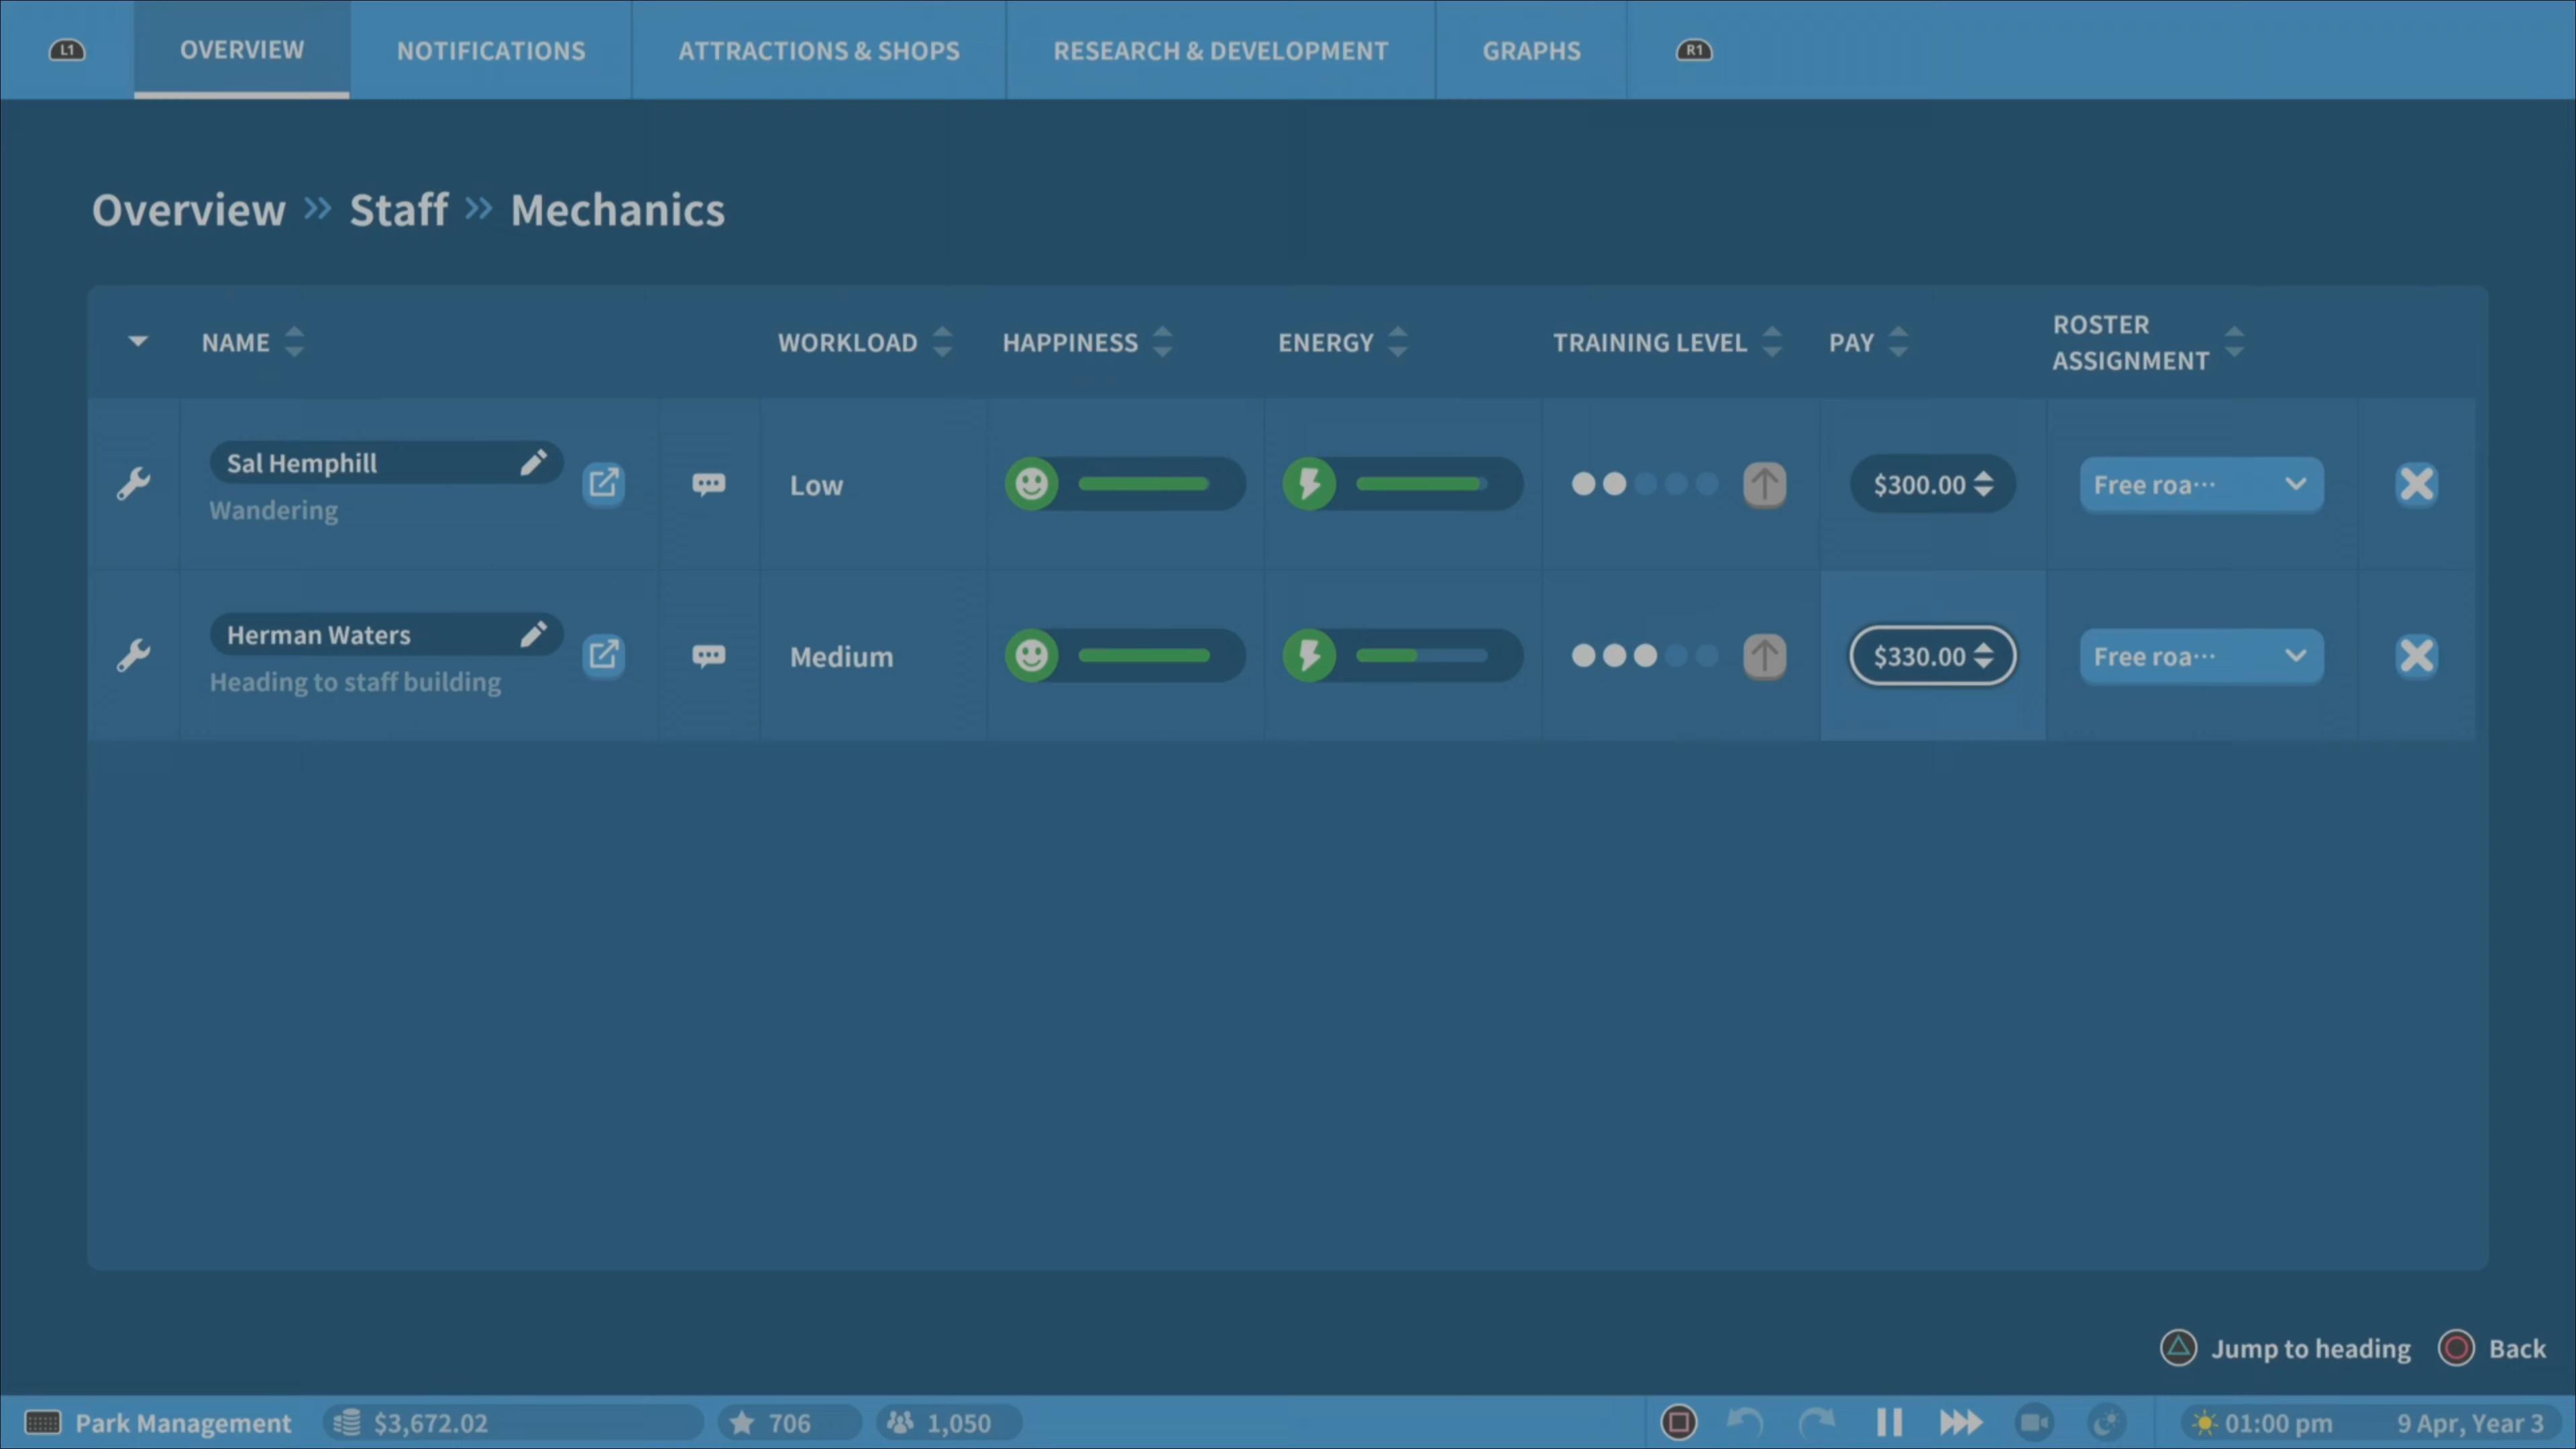 L1
OVERVIEW
NOTIFICATIONS
ATTRACTIONS & SHOPS
RESEARCH & DEVELOPMENT
GRAPHS
R1
Overview » Staff » Mechanics
NAME
WORKLOAD
HAPPINESS
ENERGY
TRAINING LEVEL
PAY
ROSTER
ASSIGNMENT
Sal Hemphill
Wandering
Low
$300.00
Free roa···
Herman Waters
Heading to staff building
Medium
$330.00
Free roa···
Jump to heading
Back
Park Management
$3,672.02
706
1,050
01:00 pm
9 Apr, Year 3